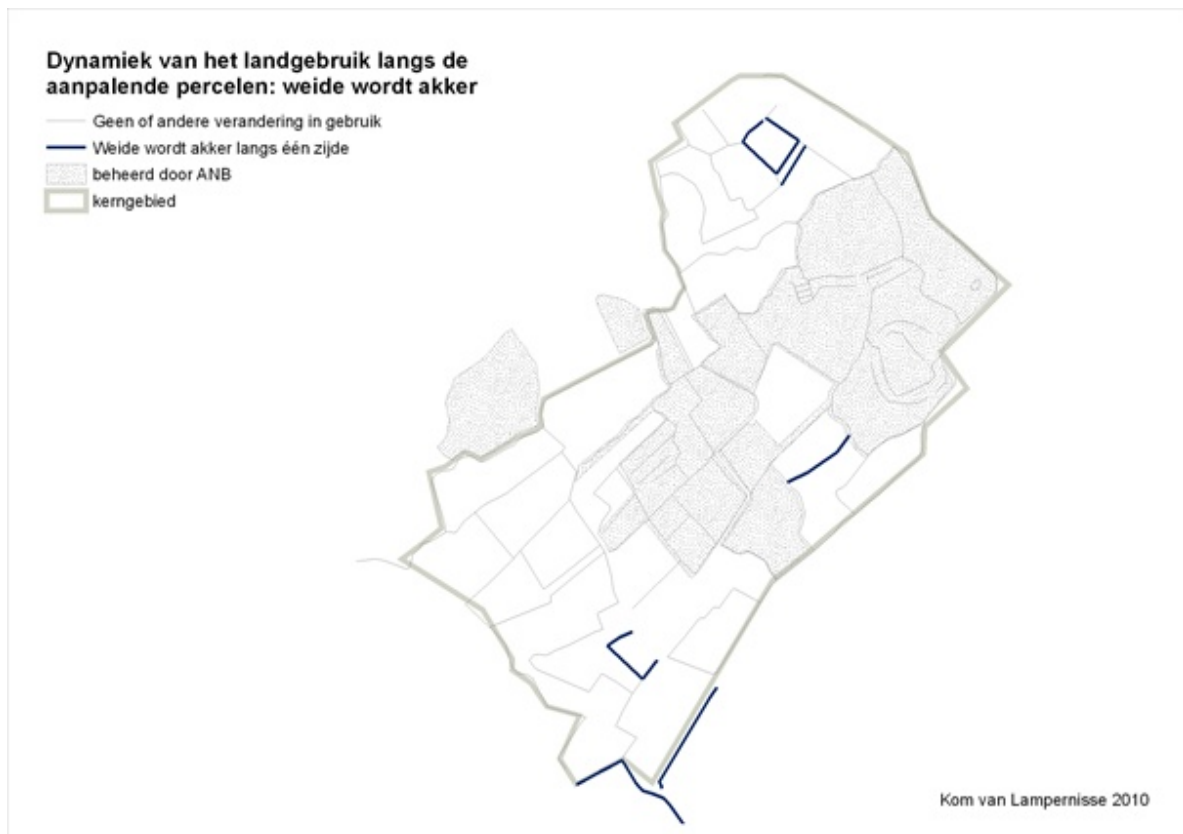 Dynamiek van het landgebruik langs de
aanpalende percelen: weide wordt akker
Geen of andere verandering in gebruik
Weide wordt akker langs één zijde
beheerd door ANB
kerngebied
Kom van Lampernisse 2010